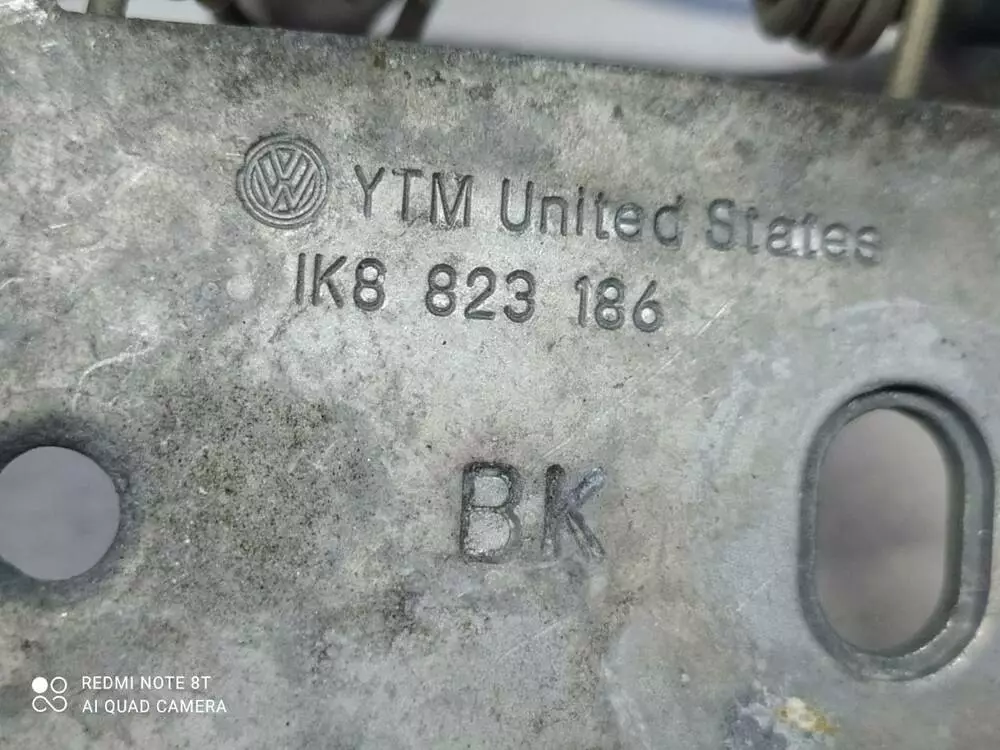 YTM United States
1K8 823 186
BK
REDMI NOTE 8T
AI QUAD CAMERA